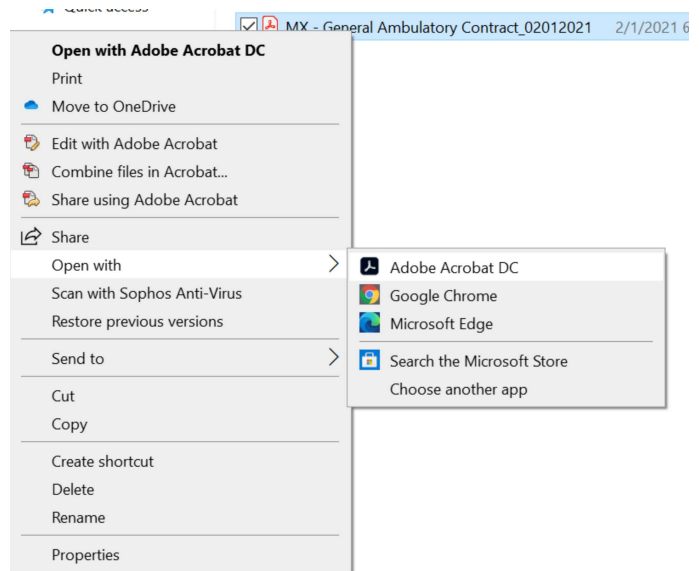 Quick access
MX - General Ambulatory Contract_02012021 2/1/2021 6
Open with Adobe Acrobat DC
Print
Move to OneDrive
Edit with Adobe Acrobat
Combine files in Acrobat...
Share using Adobe Acrobat
Share
Open with
Adobe Acrobat DC
Google Chrome
Microsoft Edge
Search the Microsoft Store
Choose another app
Scan with Sophos Anti-Virus
Restore previous versions
Send to
Cut
Copy
Create shortcut
Delete
Rename
Properties